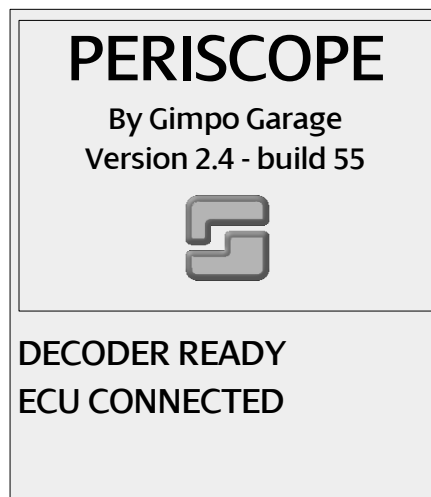 PERISCOPE
By Gimpo Garage
Version 2.4 - build 55
DECODER READY
ECU CONNECTED